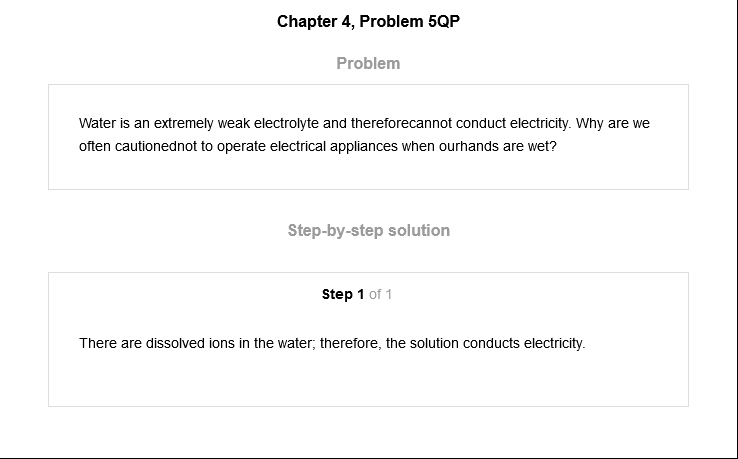 Chapter 4, Problem 5QP
Problem
Water is an extremely weak electrolyte and thereforecannot conduct electricity. Why are we
often cautionednot to operate electrical appliances when ourhands are wet?
Step-by-step solution
Step 1 of 1
There are dissolved ions in the water; therefore, the solution conducts electricity.